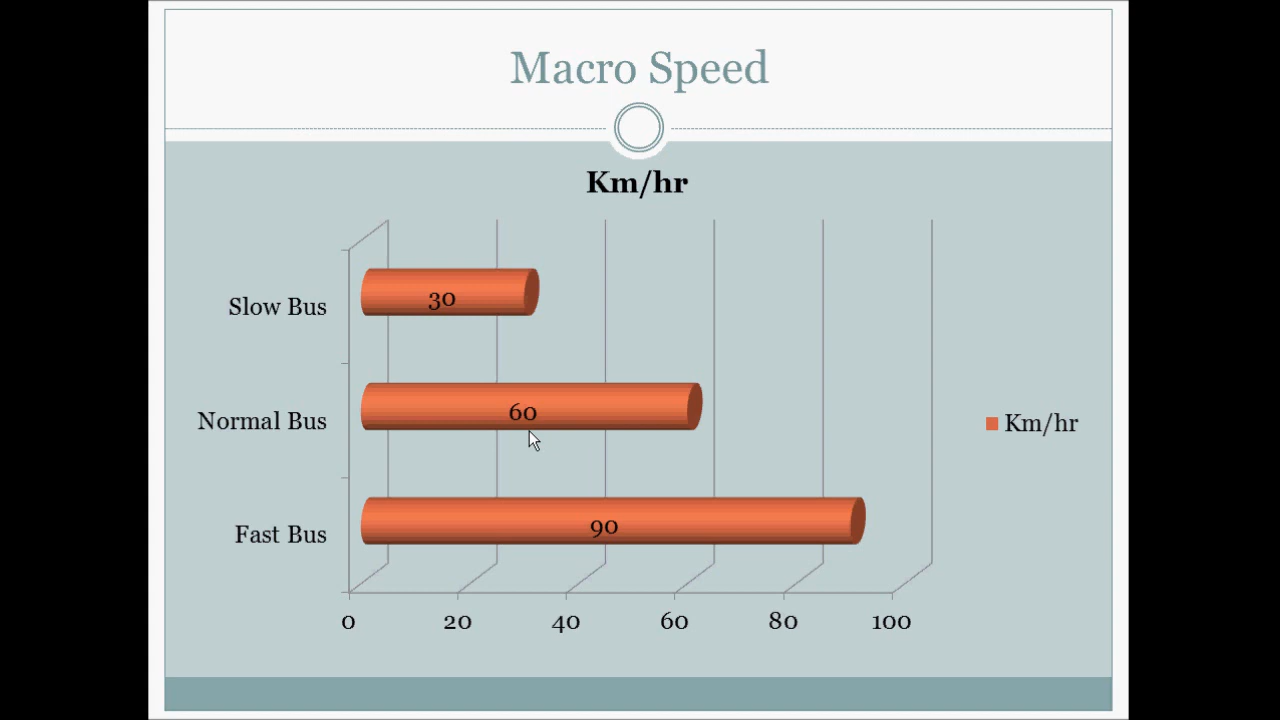 Macro Speed
Km/hr
Slow Bus
30
Normal Bus
60
Km/hr
Fast Bus
90
0 20 40 60 80 100